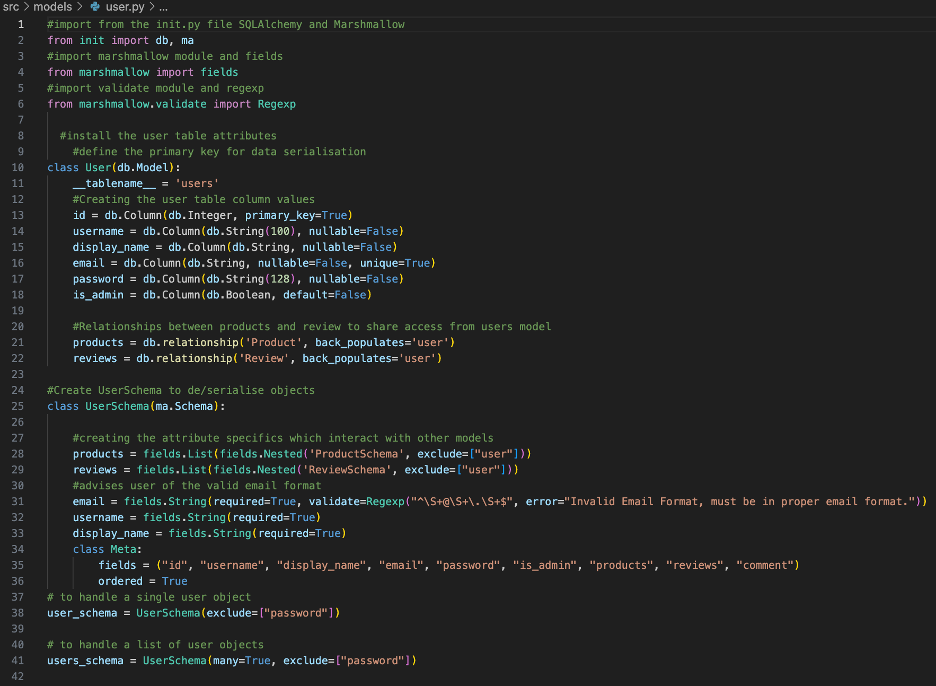 src > models > user.py > ...
1 #import from the init.py file SQLAlchemy and Marshmallow
2 from init import db, ma
3 #import marshmallow module and fields
4 from marshmallow import fields
5 #import validate module and regexp
6 from marshmallow.validate import Regexp
7
8 #install the user table attributes
9 #define the primary key for data serialisation
10 class User(db.Model):
11 __tablename__ = 'users'
12 #Creating the user table column values
13 id = db.Column(db.Integer, primary_key=True)
14 username = db.Column(db.String(100), nullable=False)
15 display_name = db.Column(db.String, nullable=False)
16 email = db.Column(db.String, nullable=False, unique=True)
17 password = db.Column(db.String(128), nullable=False)
18 is_admin = db.Column(db.Boolean, default=False)
19
20 #Relationships between products and review to share access from users model
21 products = db.relationship('Product', back_populates='user')
22 reviews = db.relationship('Review', back_populates='user')
23
24 #Create UserSchema to de/serialise objects
25 class UserSchema(ma.Schema):
26
27 #creating the attribute specifics which interact with other models
28 products = fields.List(fields.Nested('ProductSchema', exclude=["user"]))
29 reviews = fields.List(fields.Nested('ReviewSchema', exclude=["user"]))
30 #advises user of the valid email format
31 email = fields.String(required=True, validate=Regexp("^\S+@\S+\.\S+$", error="Invalid Email Format, must be in proper email format."))
32 username = fields.String(required=True)
33 display_name = fields.String(required=True)
34 class Meta:
35 fields = ("id", "username", "display_name", "email", "password", "is_admin", "products", "reviews", "comment")
36 ordered = True
37 # to handle a single user object
38 user_schema = UserSchema(exclude=["password"])
39
40 # to handle a list of user objects
41 users_schema = UserSchema(many=True, exclude=["password"])
42